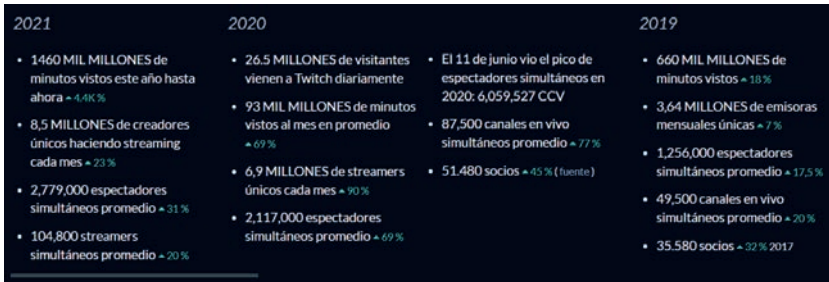 2021
• 1460 MIL MILLONES de
minutos vistos este año hasta
ahora ▲ 4.4K %
• 8,5 MILLONES de creadores
únicos haciendo streaming
cada mes ▲ 23 %
• 2,779,000 espectadores
simultáneos promedio ▲ 31 %
• 104,800 streamers
simultáneos promedio ▲ 20 %
2020
• 26.5 MILLONES de visitantes
vienen a Twitch diariamente
• 93 MIL MILLONES de minutos
vistos al mes en promedio
▲ 69 %
• 6,9 MILLONES de streamers
únicos cada mes ▲ 90 %
• 2,117,000 espectadores
simultáneos promedio ▲ 69 %
• El 11 de junio vio el pico de
espectadores simultáneos en
2020: 6,059,527 CCV
• 87,500 canales en vivo
simultáneos promedio ▲ 77 %
• 51.480 socios ▲ 45 % ( fuente )
2019
• 660 MIL MILLONES de
minutos vistos ▲ 18 %
• 3,64 MILLONES de emisoras
mensuales únicas ▲ 7 %
• 1,256,000 espectadores
simultáneos promedio ▲ 17,5 %
• 49,500 canales en vivo
simultáneos promedio ▲ 20 %
• 35.580 socios ▲ 32 % 2017